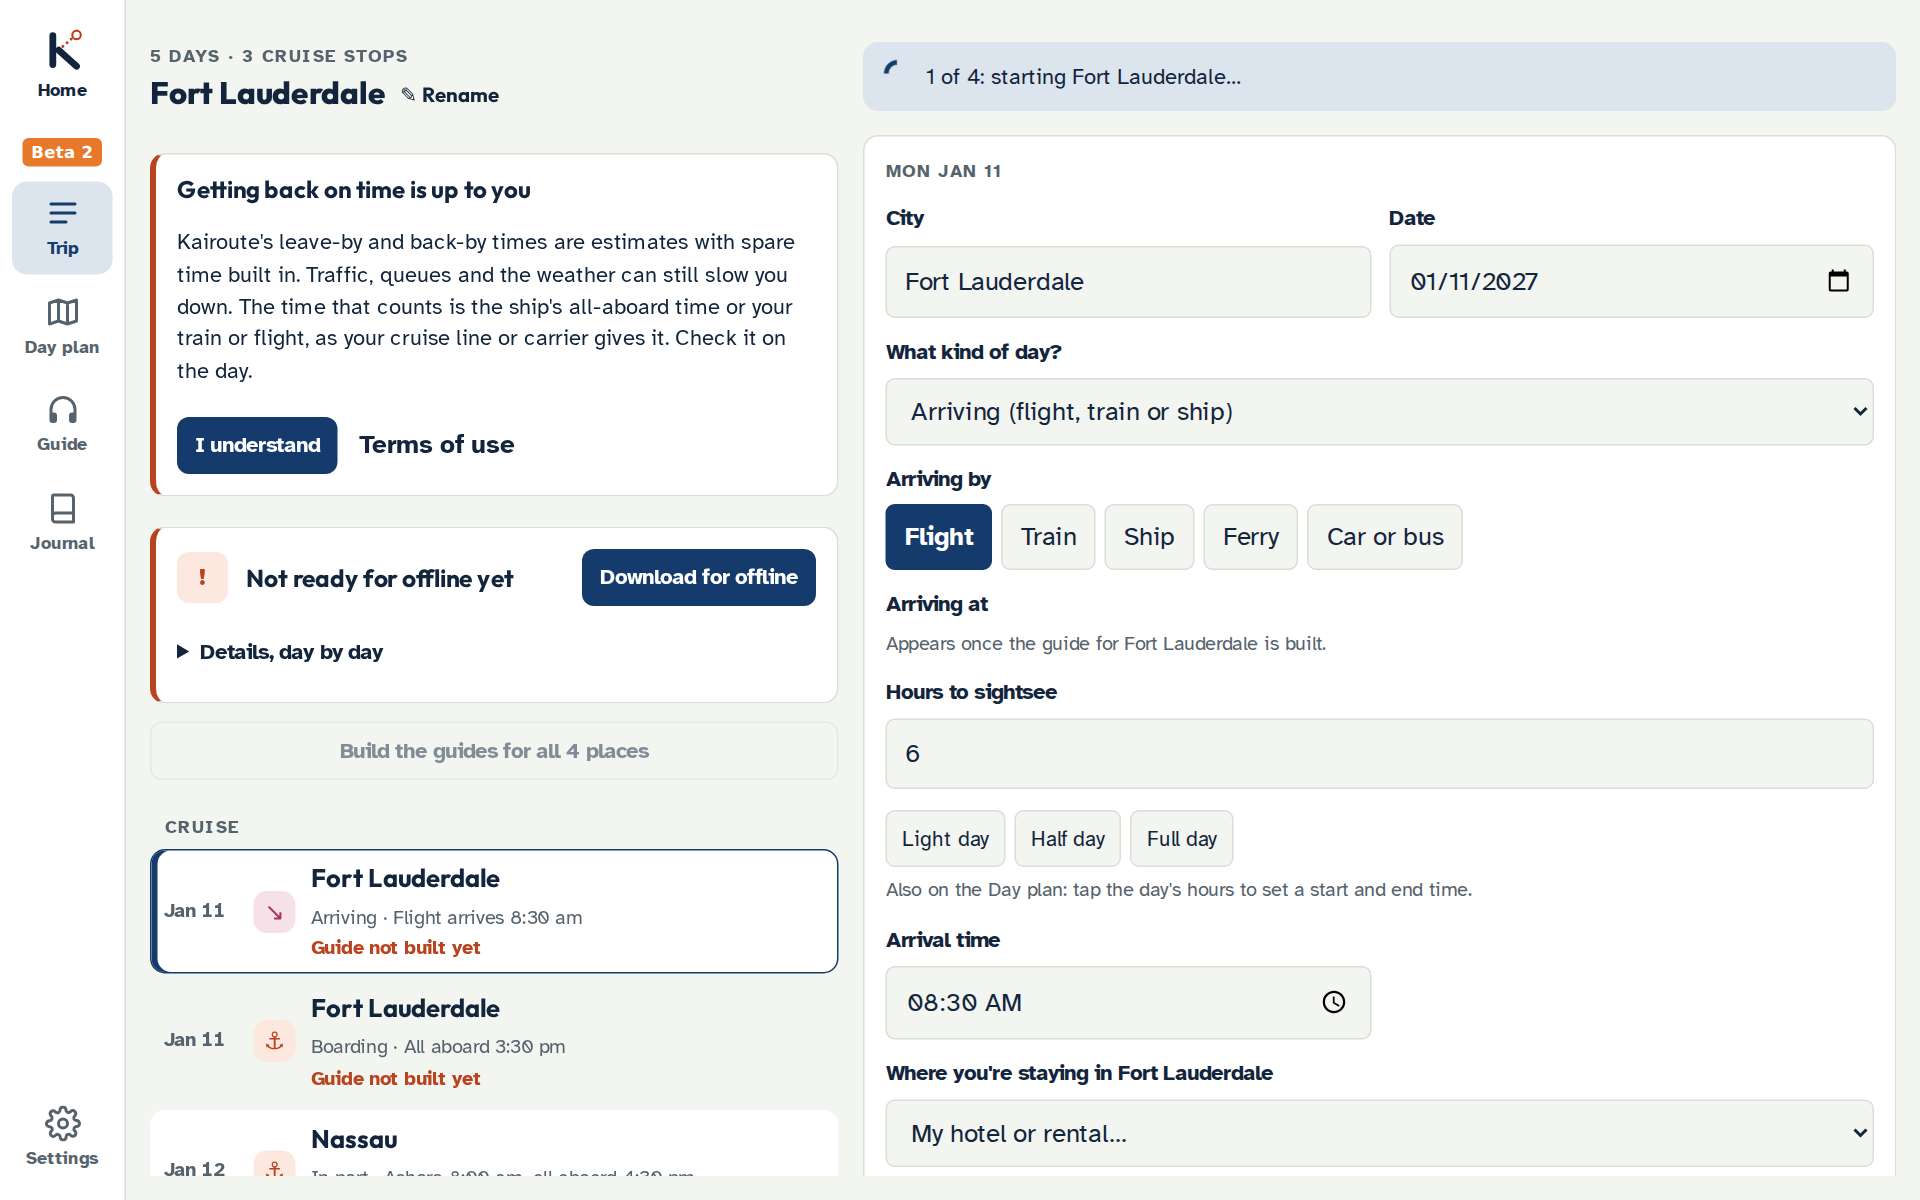 Home
Beta 2
Trip
Day plan
Guide
Journal
Settings
5 DAYS · 3 CRUISE STOPS
Fort Lauderdale ✎ Rename
Getting back on time is up to you
Kairoute's leave-by and back-by times are estimates with spare
time built in. Traffic, queues and the weather can still slow you
down. The time that counts is the ship's all-aboard time or your
train or flight, as your cruise line or carrier gives it. Check it on
the day.
I understand Terms of use
! Not ready for offline yet Download for offline
▶ Details, day by day
Build the guides for all 4 places
CRUISE
Fort Lauderdale
Jan 11
Arriving · Flight arrives 8:30 am
Guide not built yet
Fort Lauderdale
Jan 11
Boarding · All aboard 3:30 pm
Guide not built yet
Nassau
Jan 12
In port · Ashore 8:00 am, all aboard 4:30 pm
1 of 4: starting Fort Lauderdale...
MON JAN 11
City Date
Fort Lauderdale 01/11/2027
What kind of day?
Arriving (flight, train or ship)
Arriving by
Flight Train Ship Ferry Car or bus
Arriving at
Appears once the guide for Fort Lauderdale is built.
Hours to sightsee
6
Light day Half day Full day
Also on the Day plan: tap the day's hours to set a start and end time.
Arrival time
08:30 AM
Where you're staying in Fort Lauderdale
My hotel or rental...